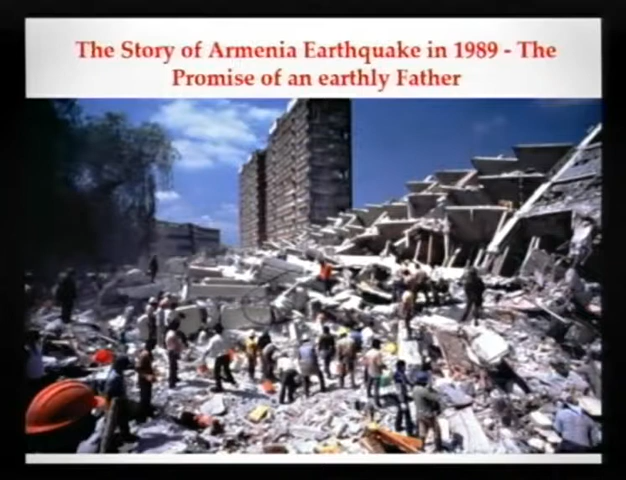 The Story of Armenia Earthquake in 1989 - The
Promise of an earthly Father